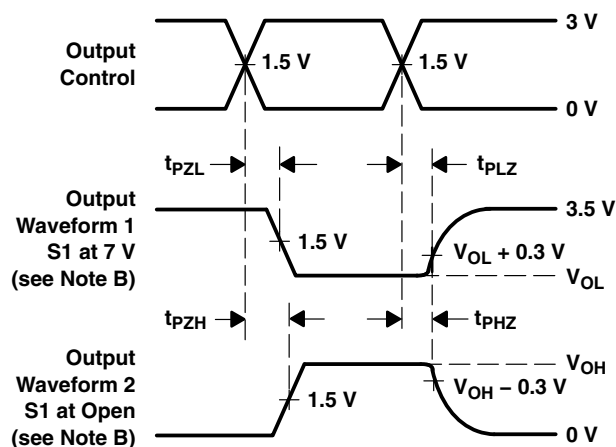 3 V
Output
Control
1.5 V
1.5 V
0 V
tPZL
tPLZ
Output
Waveform 1
S1 at 7 V
(see Note B)
3.5 V
1.5 V
VOL + 0.3 V
VOL
tPZH
tPHZ
Output
Waveform 2
S1 at Open
(see Note B)
VOH
1.5 V
VOH − 0.3 V
0 V